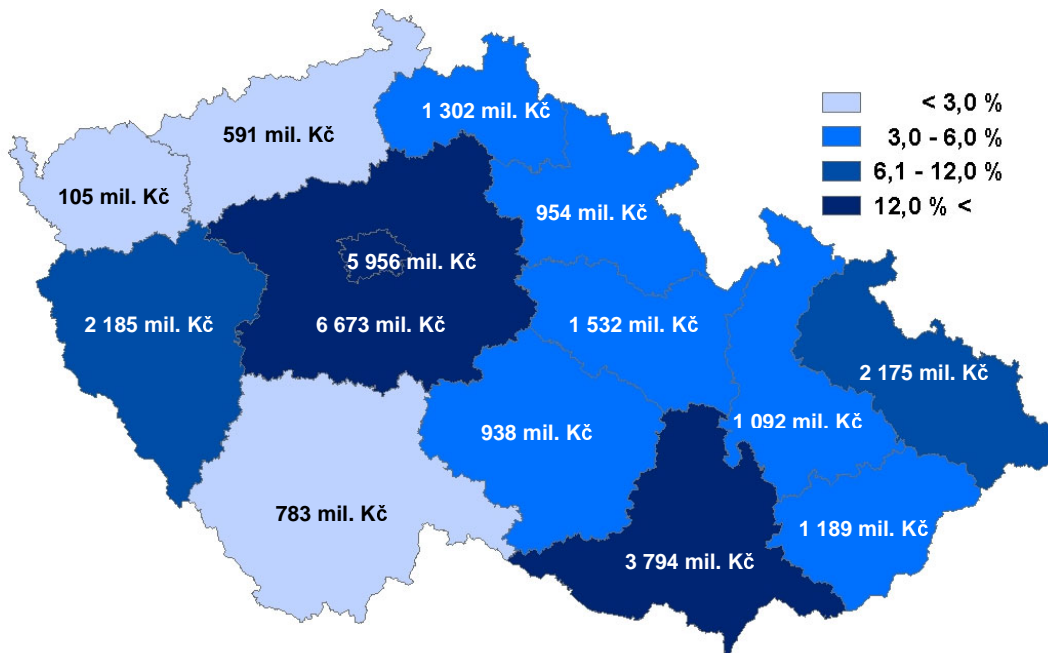 1 302 mil. Kč
< 3,0 %
591 mil. Kč
3,0 - 6,0 %
6,1 - 12,0 %
105 mil. Kč
954 mil. Kč
12,0 % <
5 956 mil. Kč
2 185 mil. Kč
6 673 mil. Kč
1 532 mil. Kč
2 175 mil. Kč
938 mil. Kč
1 092 mil. Kč
783 mil. Kč
1 189 mil. Kč
3 794 mil. Kč